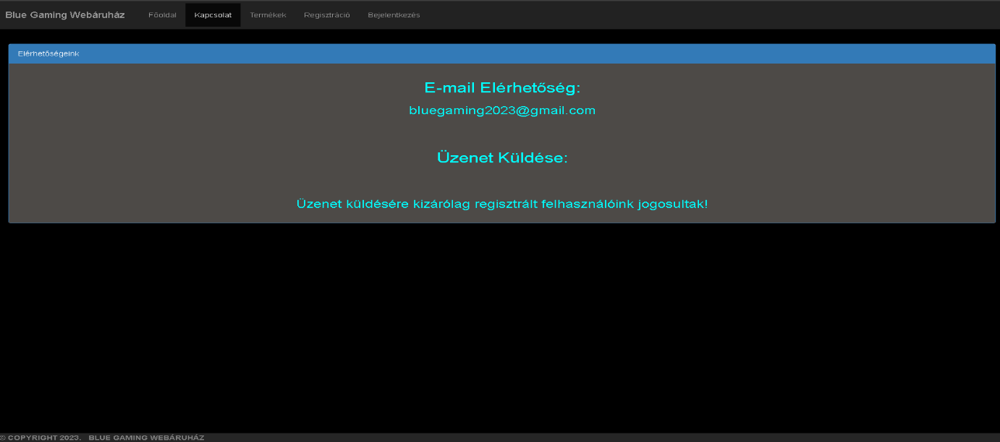 Blue Gaming Webáruház Főoldal Kapcsolat Termékek Regisztráció Bejelentkezés
Elérhetőségeink
E-mail Elérhetőség:
bluegaming2023@gmail.com
Üzenet Küldése:
Üzenet küldésére kizárólag regisztrált felhasználóink jogosultak!
© COPYRIGHT 2023. BLUE GAMING WEBÁRUHÁZ